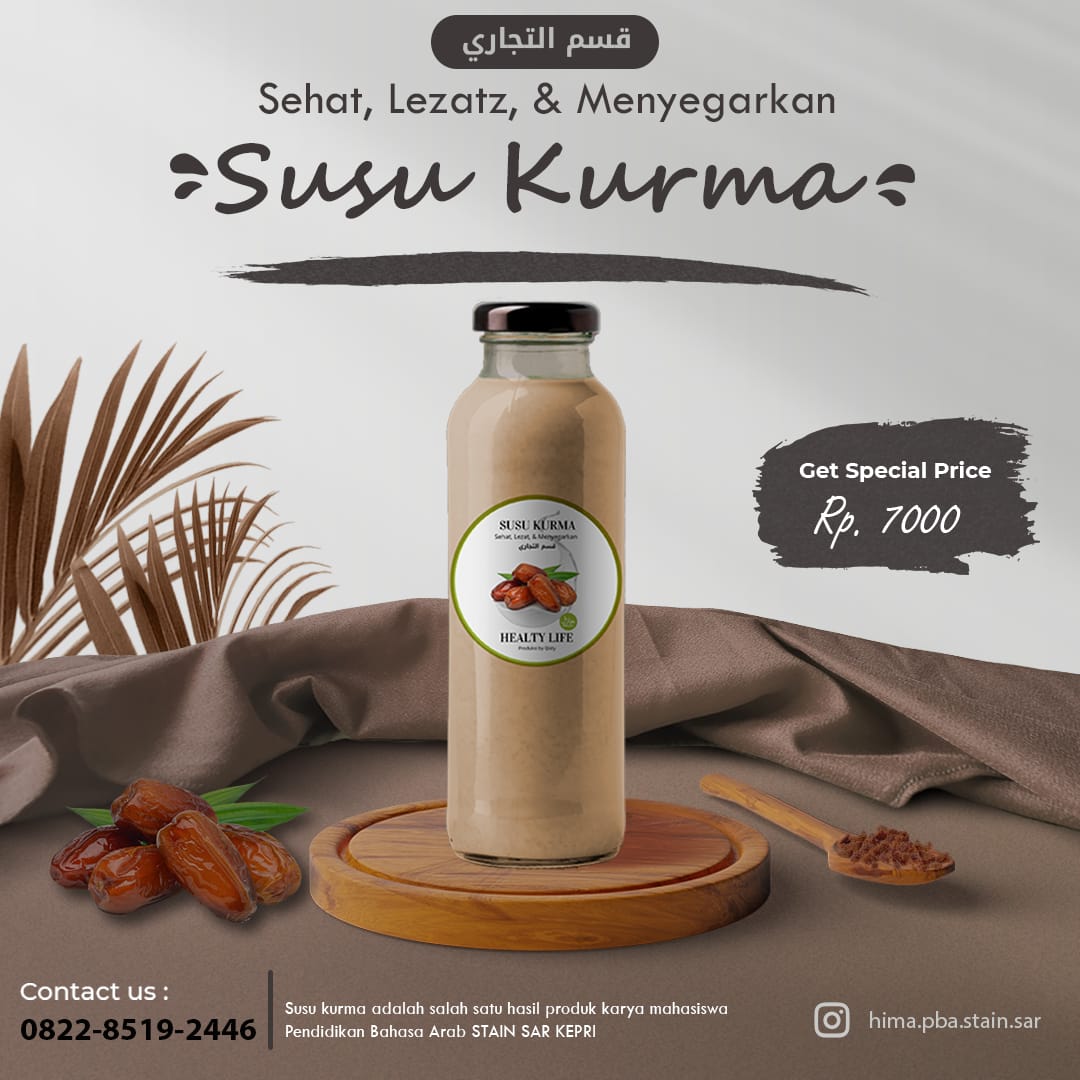 قسم التجاري
Sehat, Lezatz, & Menyegarkan
Susu Kurma
Get Special Price
Rp. 7000
SUSU KURMA
Sehat, Lezat, & Menyegarkan
قسم التجاري
HEALTY LIFE
Contact us :
0822-8519-2446
Susu kurma adalah salah satu hasil produk karya mahasiswa
Pendidikan Bahasa Arab STAIN SAR KEPRI
hima.pba.stain.sar